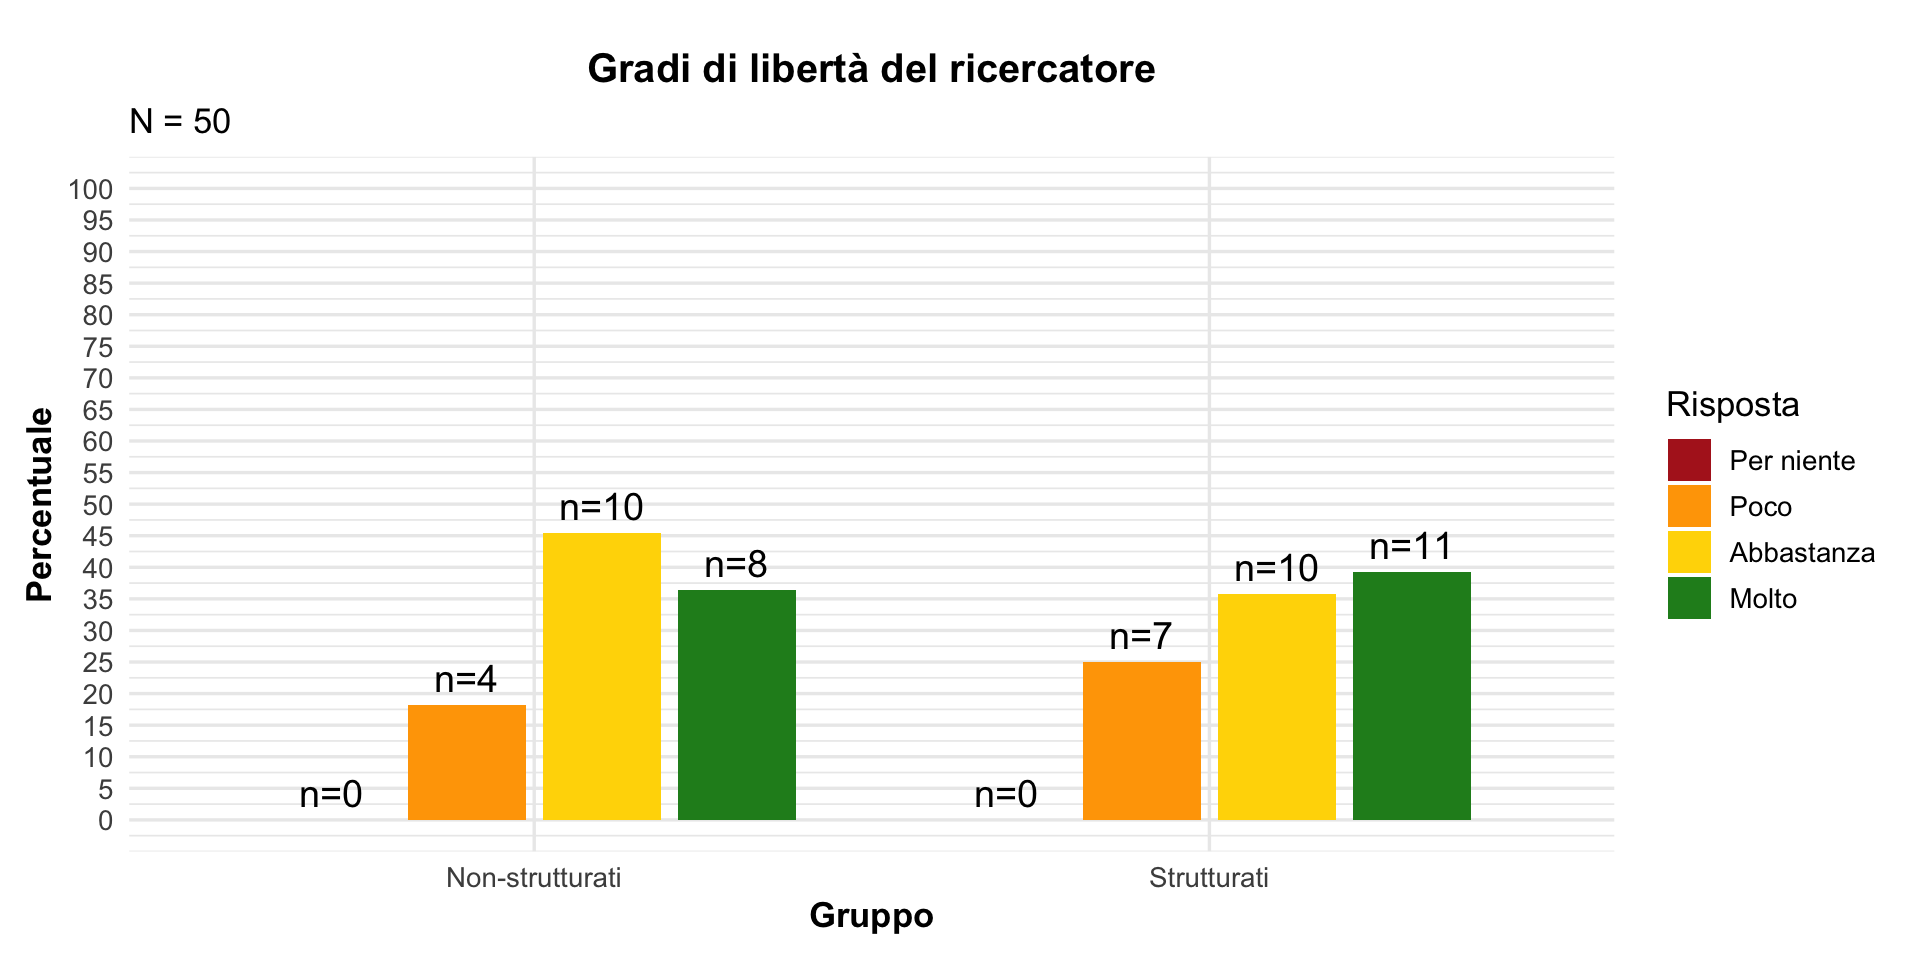 Gradi di libertà del ricercatore
N = 50
Percentuale
100
95
90
85
80
75
70
65
60
55
50
45
40
35
30
25
20
15
10
5
0
n=0
n=4
n=10
n=8
n=0
n=7
n=10
n=11
Non-strutturati
Strutturati
Gruppo
Risposta
Per niente
Poco
Abbastanza
Molto